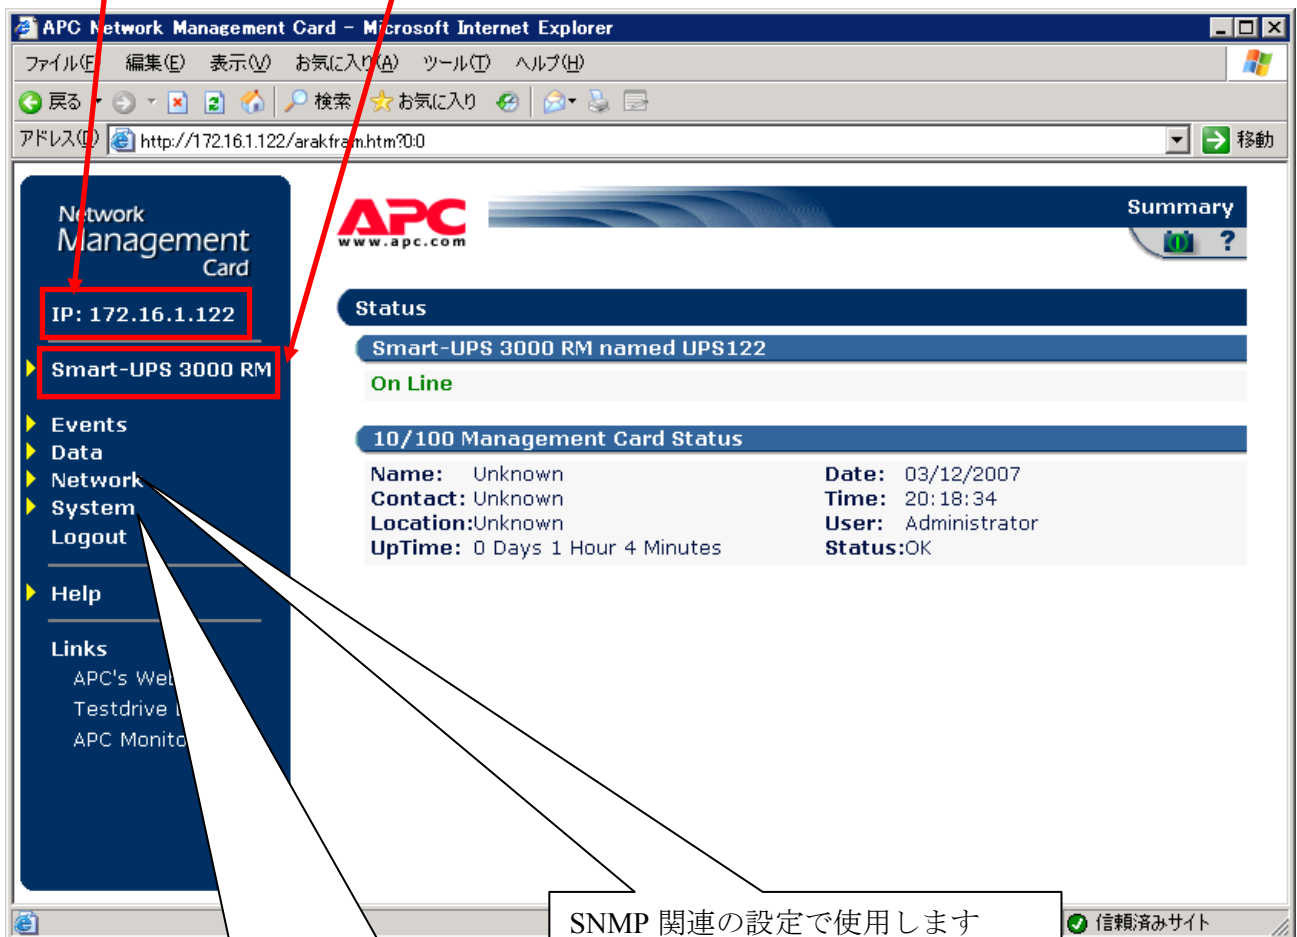 APC Network Management Card - Microsoft Internet Explorer
ファイル(F) 編集(E) 表示(V) お気に入り(A) ツール(T) ヘルプ(H)
戻る 検索 お気に入り
アドレス(D) http://172.16.1.122/arakfram.htm?0:0 移動
Network
Management
Card
IP: 172.16.1.122
Smart-UPS 3000 RM
Events
Data
Network
System
Logout
Help
Links
APC's Web
Testdrive
APC Monito
APC
www.apc.com
Summary
?
Status
Smart-UPS 3000 RM named UPS122
On Line
10/100 Management Card Status
Name: Unknown Date: 03/12/2007
Contact: Unknown Time: 20:18:34
Location:Unknown User: Administrator
UpTime: 0 Days 1 Hour 4 Minutes Status:OK
SNMP 関連の設定で使用します
信頼済みサイト